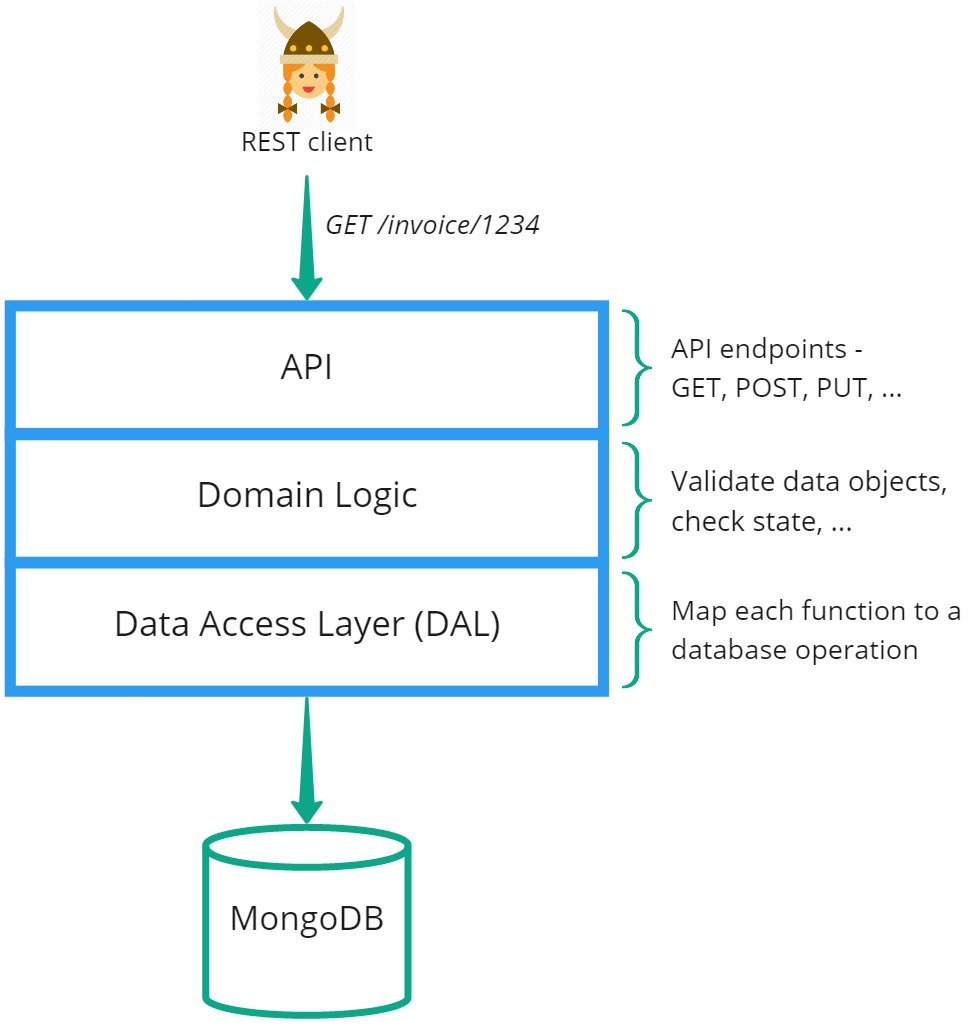 REST client
GET /invoice/1234
API
API endpoints -
GET, POST, PUT, ...
Domain Logic
Validate data objects,
check state, ...
Data Access Layer (DAL)
Map each function to a
database operation
MongoDB